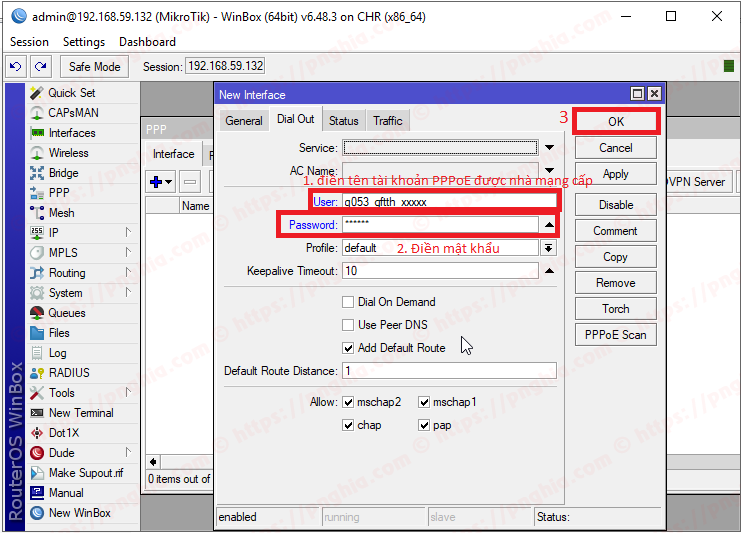 admin@192.168.59.132 (MikroTik) - WinBox (64bit) v6.48.3 on CHR (x86_64)
Session Settings Dashboard
Safe Mode Session: 192.168.59.132
RouterOS WinBox
Quick Set
CAPsMAN
Interfaces
Wireless
Bridge
PPP
Mesh
IP
MPLS
Routing
System
Queues
Files
Log
RADIUS
Tools
New Terminal
Dot1X
Dude
Make Supout.rif
Manual
New WinBox
PPP
Interface
OVPN Server
Name
0 items out of
New Interface
General Dial Out Status Traffic
Service:
AC Name:
1. điền tên tài khoản PPPoE được nhà mạng cấp
User: g053_gftth_xxxxx
Password: ******
Profile: default
2. Điền mật khẩu
Keepalive Timeout: 10
Dial On Demand
Use Peer DNS
Add Default Route
Default Route Distance: 1
Allow: mschap2 mschap1
chap pap
3
OK
Cancel
Apply
Disable
Comment
Copy
Remove
Torch
PPPoE Scan
enabled running slave Status:
© https://pnghia.com